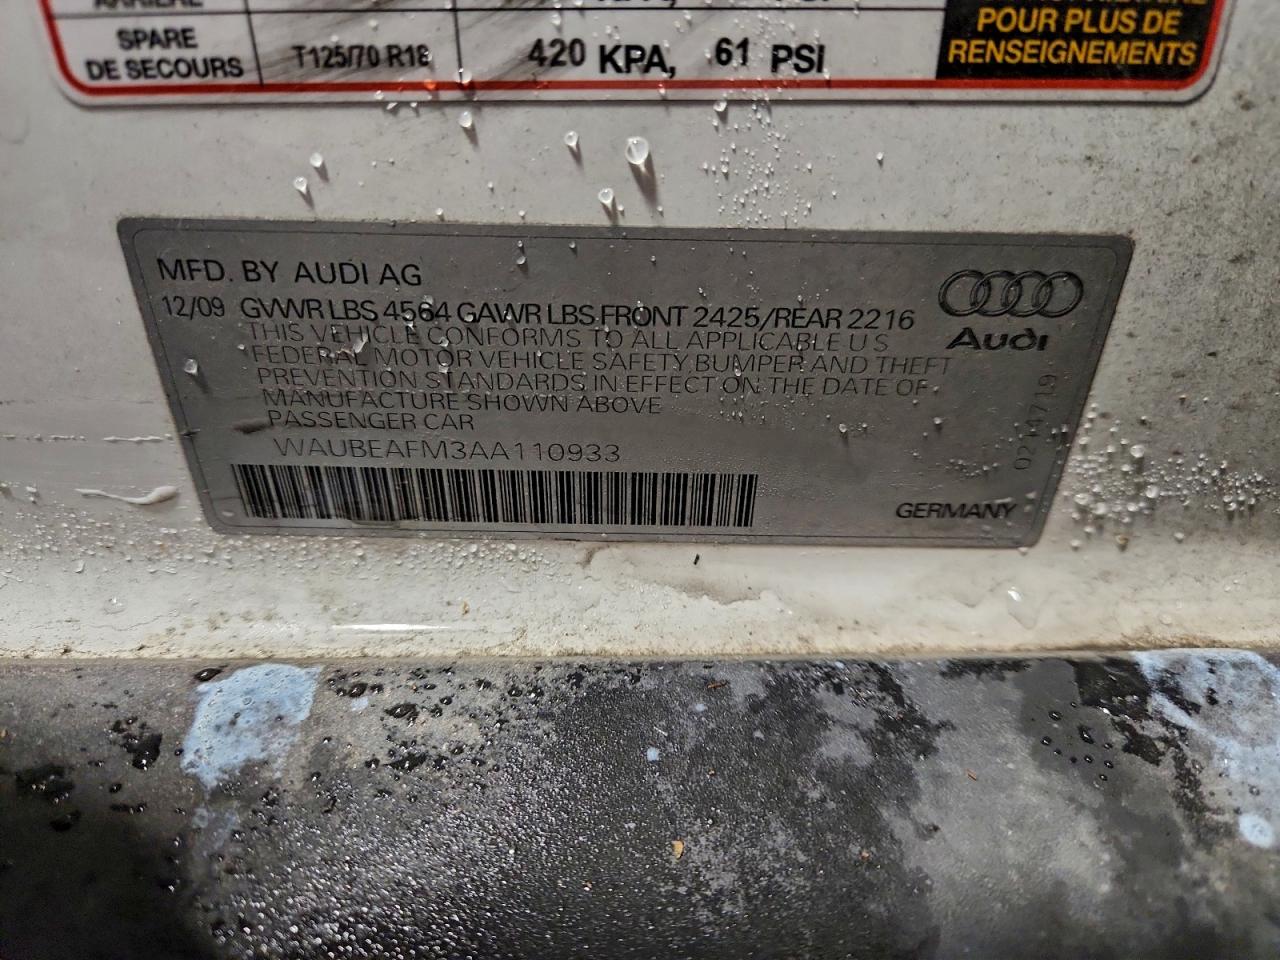 SPARE
DE SECOURS
T125/70 R18
420 KPA, 61 PSI
POUR PLUS DE
RENSEIGNEMENTS
MFD. BY AUDI AG
12/09 GVWR LBS 4564 GAWR LBS FRONT 2425/REAR 2216
THIS VEHICLE CONFORMS TO ALL APPLICABLE U S
FEDERAL MOTOR VEHICLE SAFETY, BUMPER AND THEFT
PREVENTION STANDARDS IN EFFECT ON THE DATE OF
MANUFACTURE SHOWN ABOVE
PASSENGER CAR
WAUBEAFM3AA110933
Audi
GERMANY